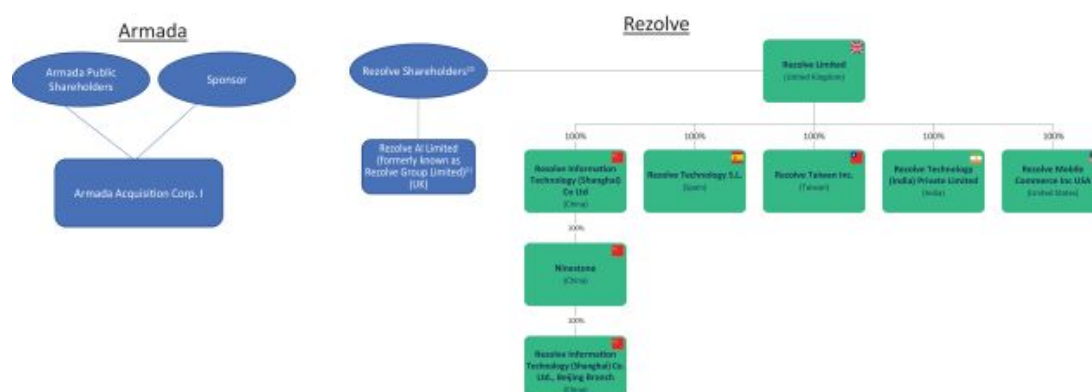 Armada
Armada Public
Shareholders
Sponsor
Armada Acquisition Corp. I
Rezolve
Rezolve Shareholders⁽²⁾
Rezolve AI Limited
(formerly known as
Rezolve Group Limited)⁽¹⁾
(UK)
Rezolve Limited
(United Kingdom)
100%
100%
100%
100%
100%
Rezolve Information
Technology (Shanghai)
Co Ltd
(China)
Rezolve Technology S.L.
(Spain)
Rezolve Taiwan Inc.
(Taiwan)
Rezolve Technology
(India) Private Limited
(India)
Rezolve Mobile
Commerce Inc USA
(United States)
100%
Ninestone
(China)
100%
Rezolve Information
Technology (Shanghai) Co
Ltd., Beijing Branch
(China)